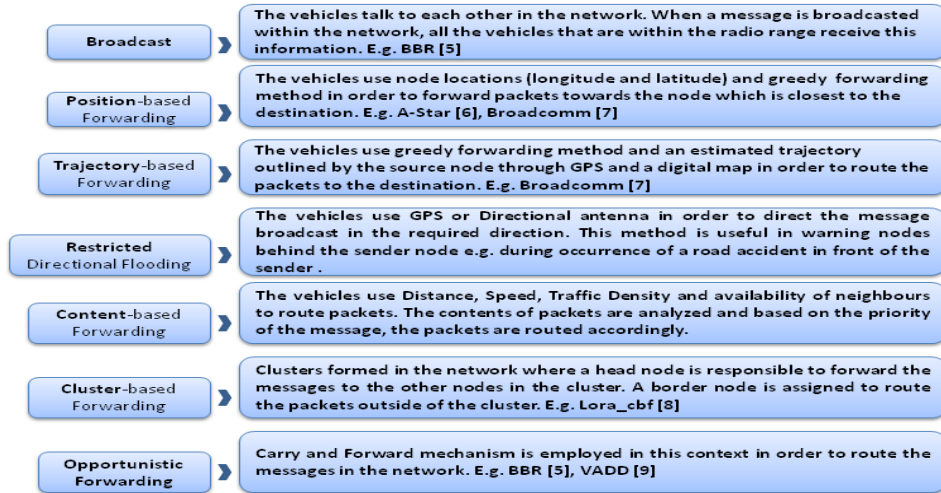 Broadcast
The vehicles talk to each other in the network. When a message is broadcasted
within the network, all the vehicles that are within the radio range receive this
information. E.g. BBR [5]
Position-based
Forwarding
The vehicles use node locations (longitude and latitude) and greedy forwarding
method in order to forward packets towards the node which is closest to the
destination. E.g. A-Star [6], Broadcomm [7]
Trajectory-based
Forwarding
The vehicles use greedy forwarding method and an estimated trajectory
outlined by the source node through GPS and a digital map in order to route the
packets to the destination. E.g. Broadcomm [7]
Restricted
Directional Flooding
The vehicles use GPS or Directional antenna in order to direct the message
broadcast in the required direction. This method is useful in warning nodes
behind the sender node e.g. during occurrence of a road accident in front of the
sender .
Content-based
Forwarding
The vehicles use Distance, Speed, Traffic Density and availability of neighbours
to route packets. The contents of packets are analyzed and based on the priority
of the message, the packets are routed accordingly.
Cluster-based
Forwarding
Clusters formed in the network where a head node is responsible to forward the
messages to the other nodes in the cluster. A border node is assigned to route
the packets outside of the cluster. E.g. Lora_cbf [8]
Opportunistic
Forwarding
Carry and Forward mechanism is employed in this context in order to route the
messages in the network. E.g. BBR [5], VADD [9]